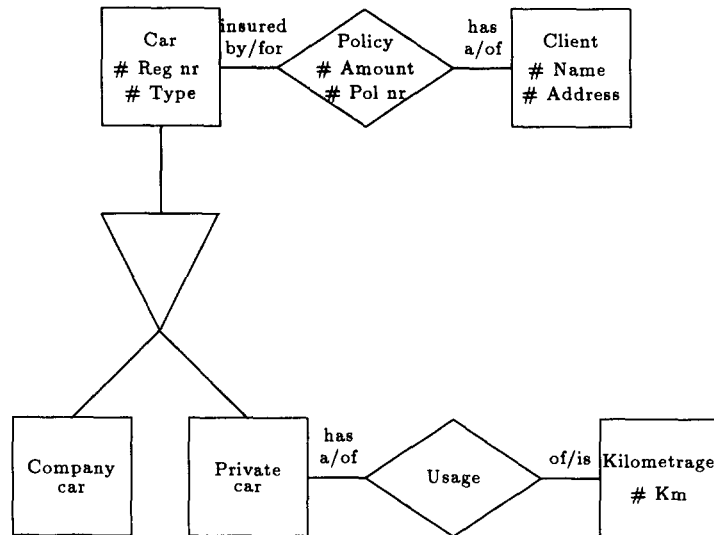 Car
# Reg nr
# Type
insured
by/for
Policy
# Amount
# Pol nr
has
a/of
Client
# Name
# Address
Company
car
Private
car
has
a/of
Usage
of/is
Kilometrage
# Km